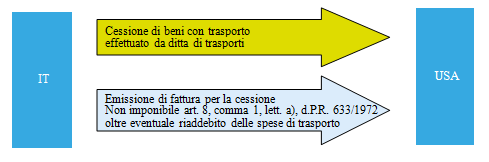 IT
Cessione di beni con trasporto
effettuato da ditta di trasporti
Emissione di fattura per la cessione
Non imponibile art. 8, comma 1, lett. a), d.P.R. 633/1972
oltre eventuale riaddebito delle spese di trasporto
USA